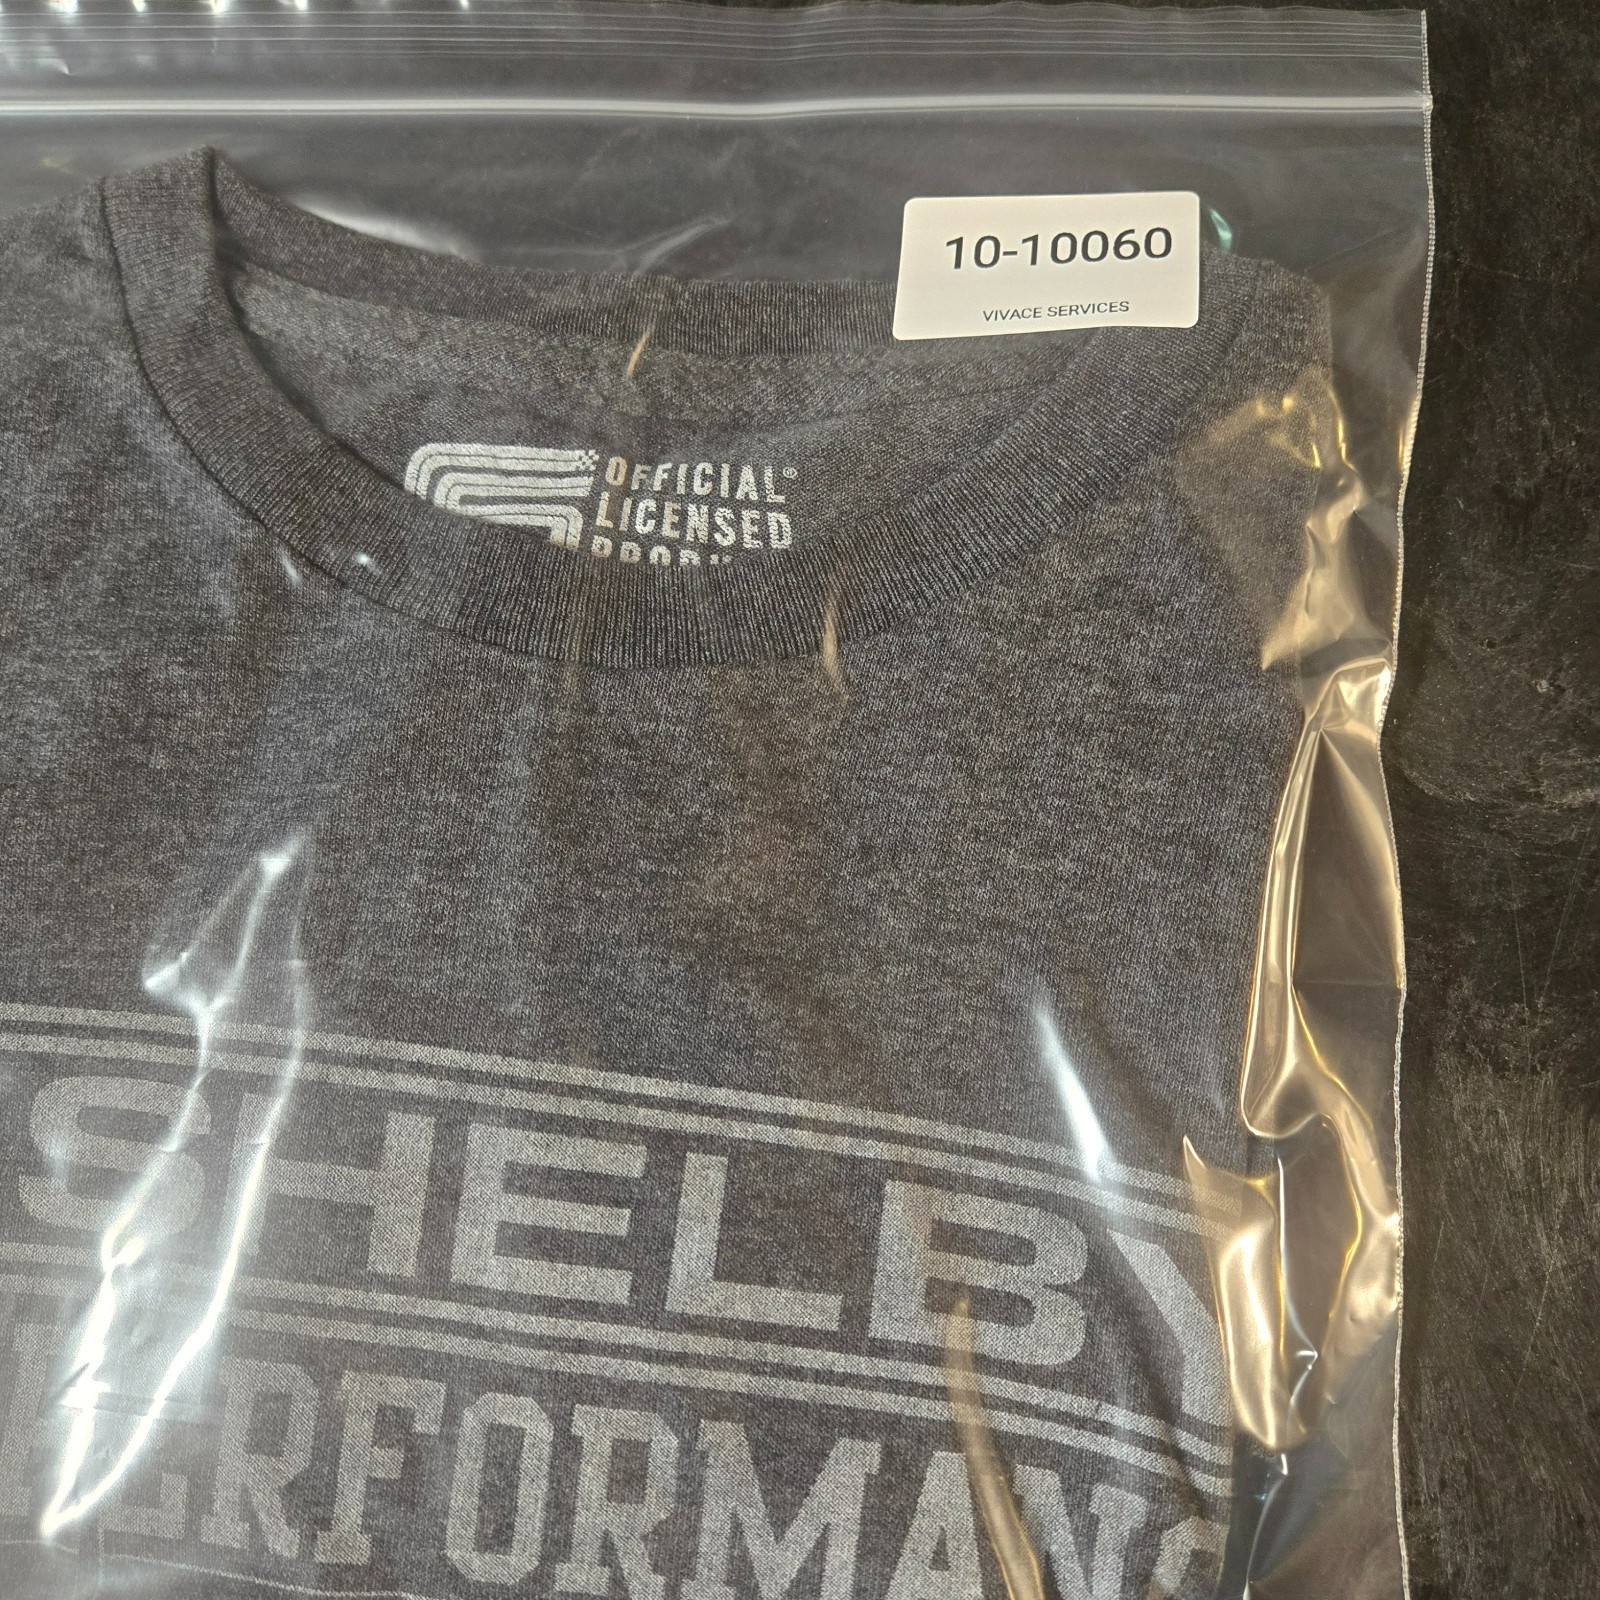 10-10060
VIVACE SERVICES
OFFICIAL®
LICENSED
SHELBY